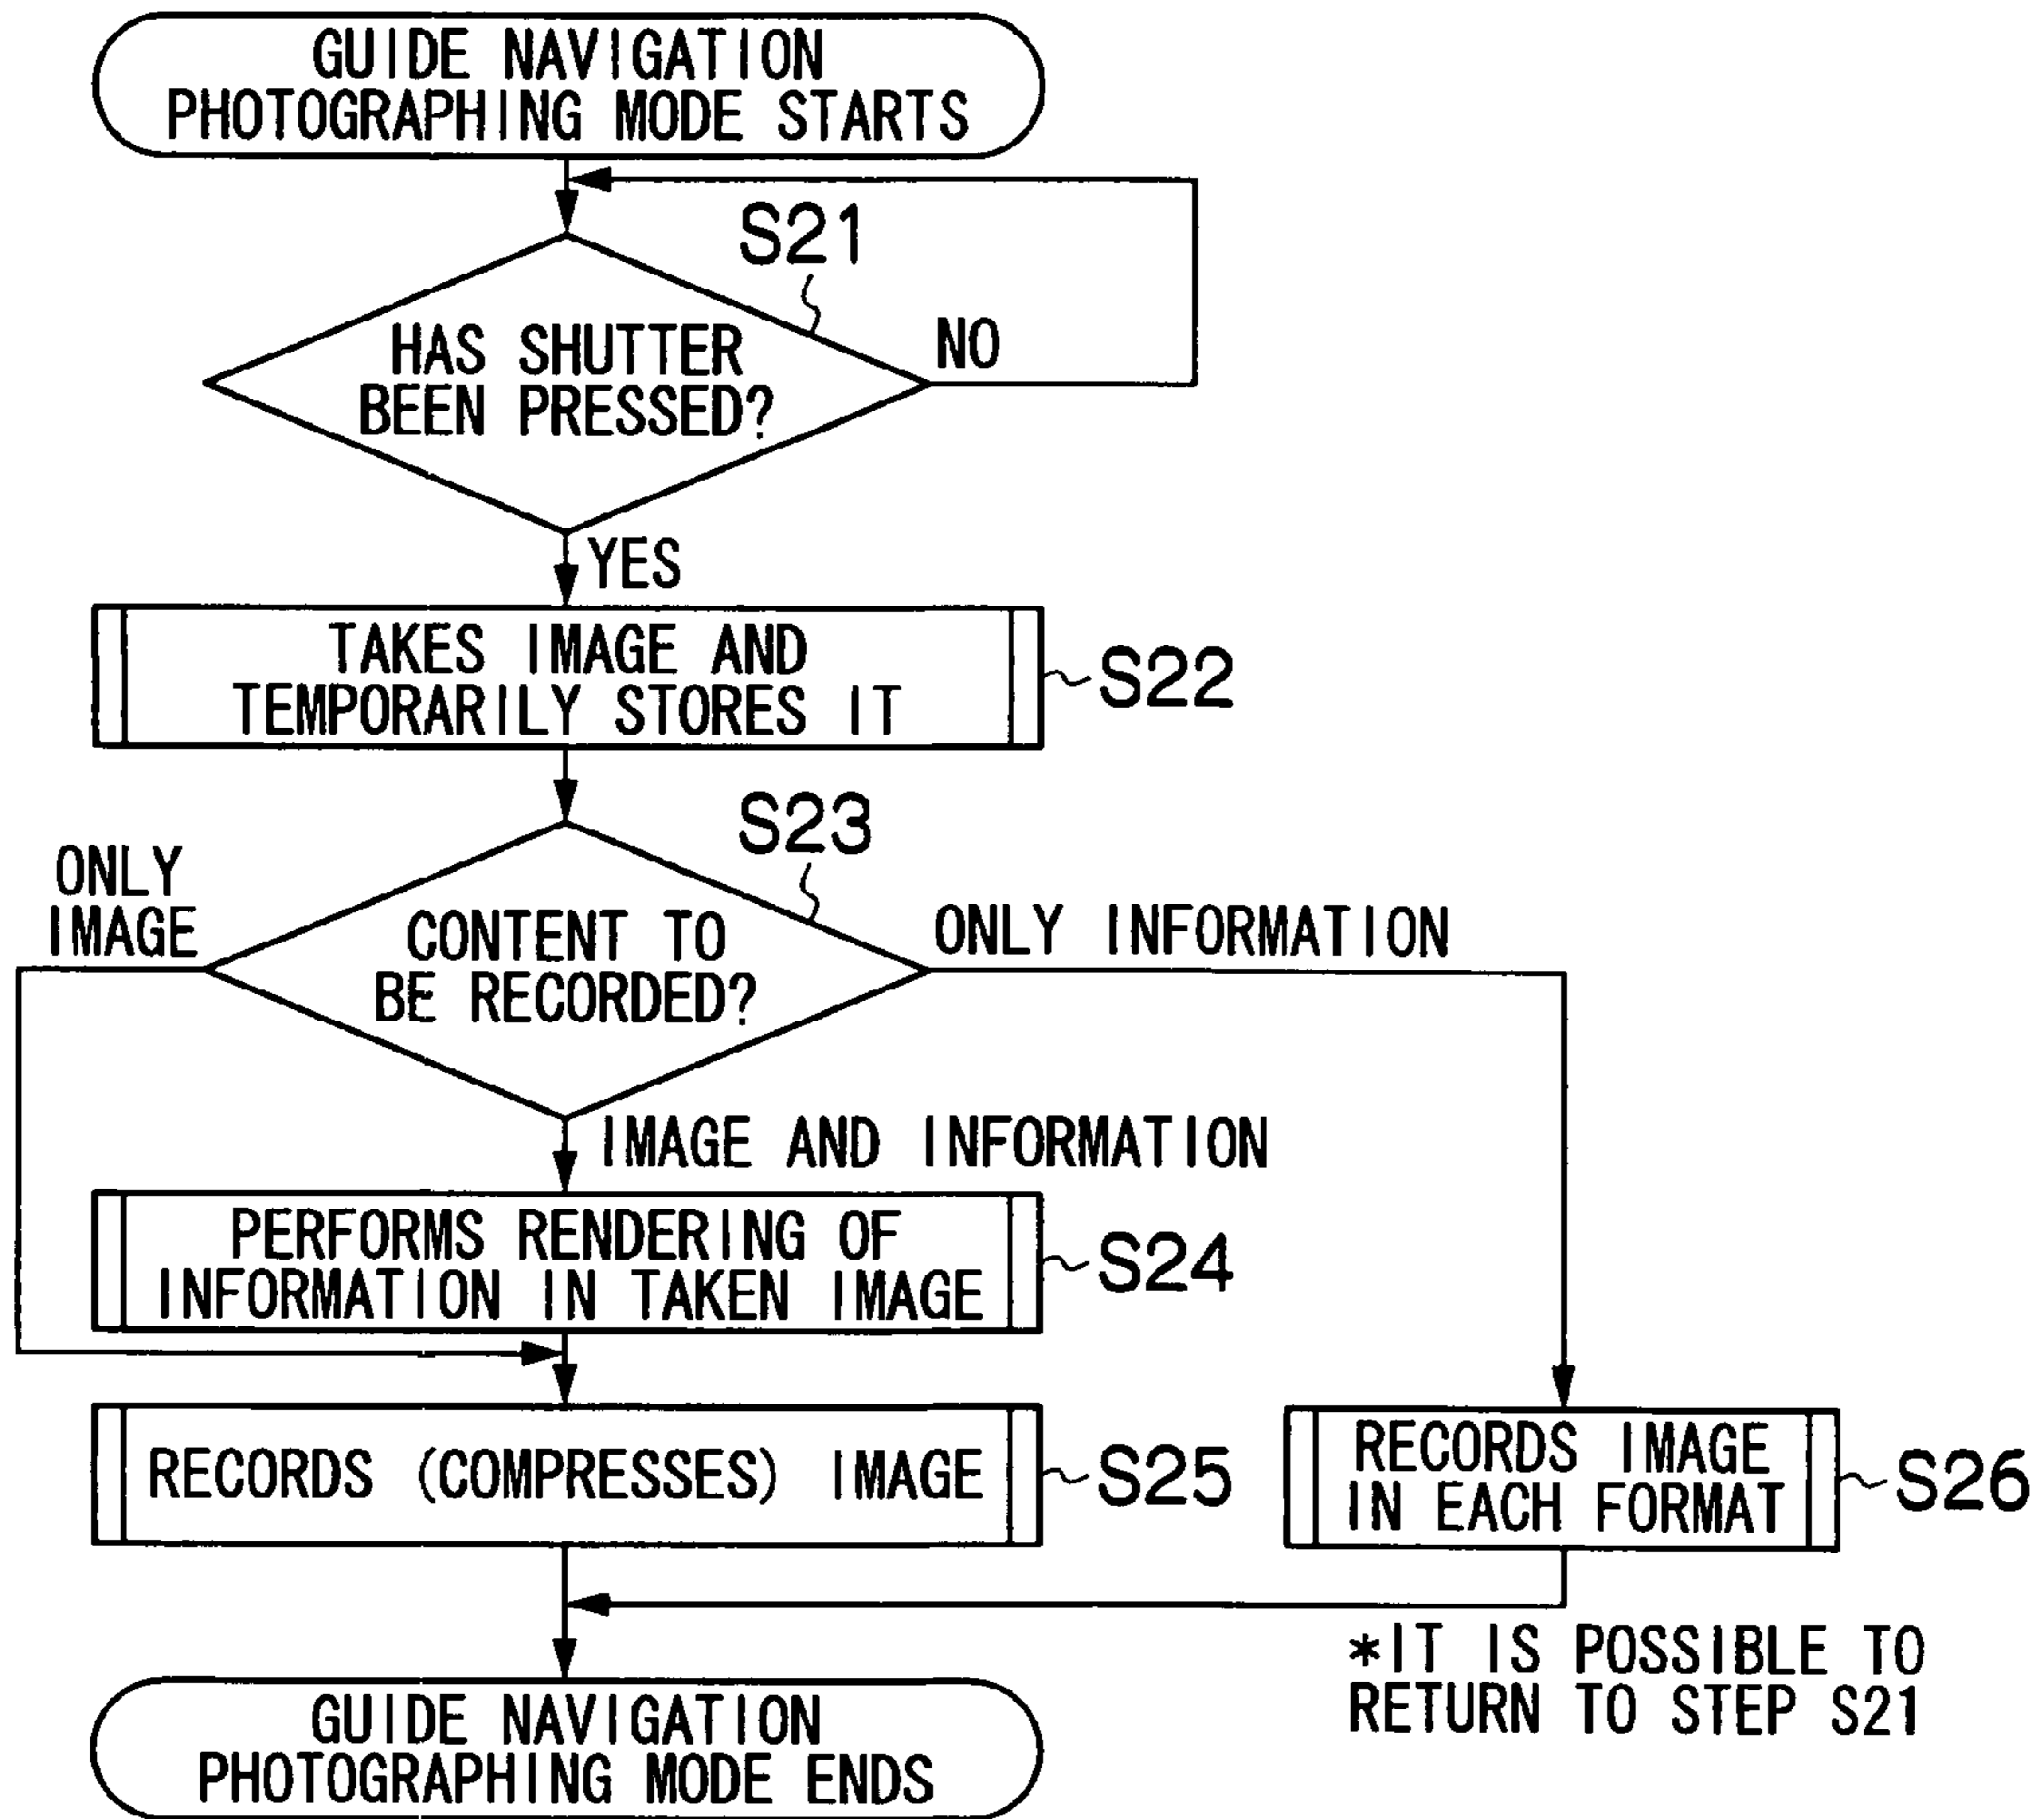 GUIDE NAVIGATION
PHOTOGRAPHING MODE STARTS
S21
HAS SHUTTER
BEEN PRESSED?
NO
YES
TAKES IMAGE AND
TEMPORARILY STORES IT
S22
S23
ONLY
IMAGE
CONTENT TO
BE RECORDED?
ONLY INFORMATION
IMAGE AND INFORMATION
PERFORMS RENDERING OF
INFORMATION IN TAKEN IMAGE
S24
RECORDS (COMPRESSES) IMAGE
S25
RECORDS IMAGE
IN EACH FORMAT
S26
*IT IS POSSIBLE TO
RETURN TO STEP S21
GUIDE NAVIGATION
PHOTOGRAPHING MODE ENDS